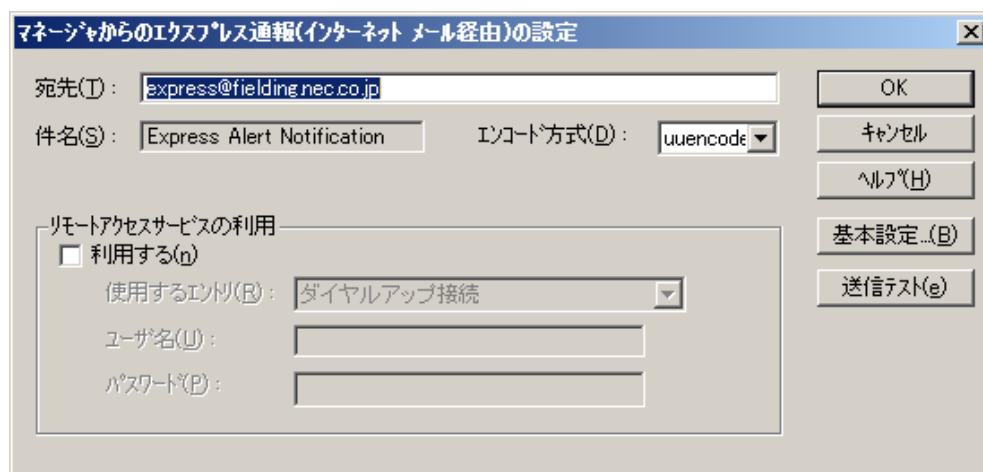 マネージャからのエクスプレス通報(インターネット メール経由)の設定
宛先(T): express@fielding.nec.co.jp
OK
件名(S): Express Alert Notification
エンコード方式(D): uuencode
キャンセル
ヘルプ(H)
リモートアクセスサービスの利用
基本設定...(B)
利用する(n)
使用するエントリ(R): ダイヤルアップ接続
送信テスト(e)
ユーザ名(U):
パスワード(P):